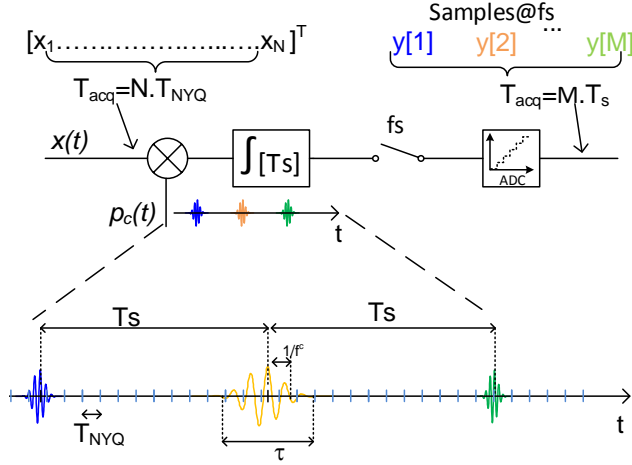 Samples@fs
[x1…………………...……xN]T
y[1] y[2] ... y[M]
Tacq=N.TNYQ
Tacq=M.Ts
fs
x(t)
∫[Ts]
ADC
pc(t)
t
Ts
Ts
1/fc
TNYQ
τ
t